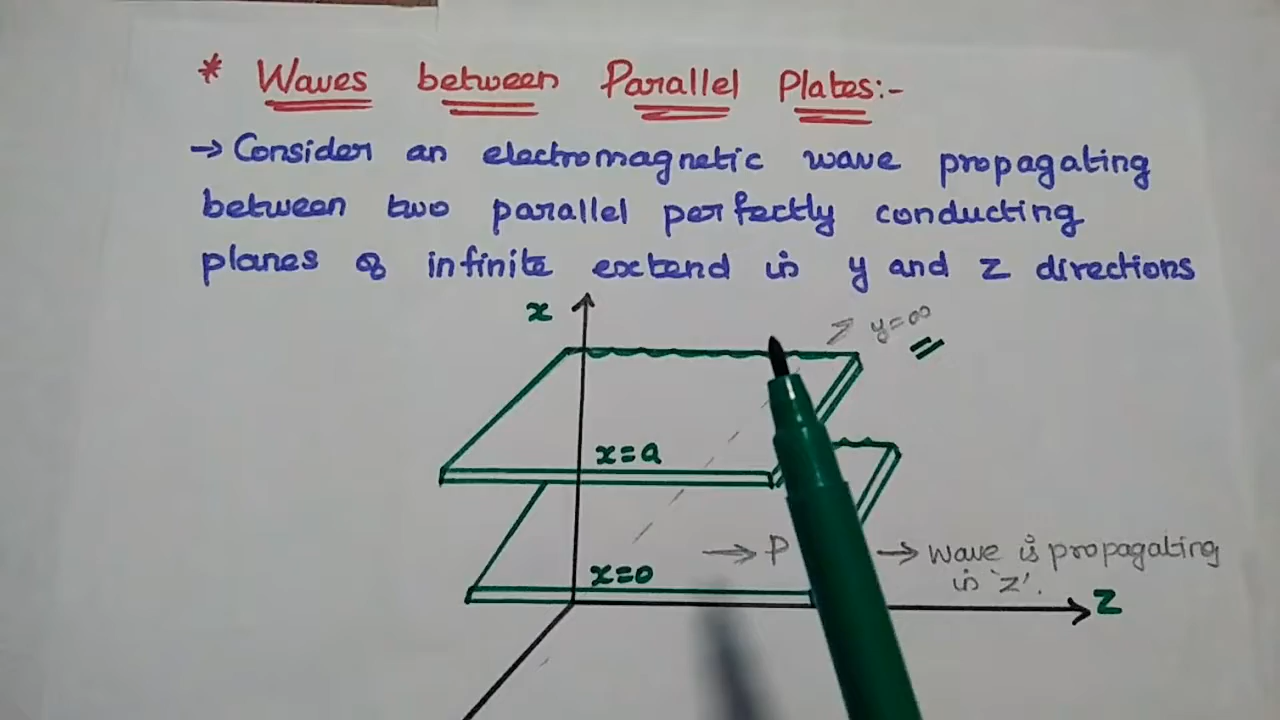 * Waves between Parallel Plates:-
→ Consider an electromagnetic wave propagating
between two parallel perfectly conducting
planes of infinite extend in y and z directions
x
y=∞
x=a
→ P → wave is propagating
in 'z'.
x=0
z